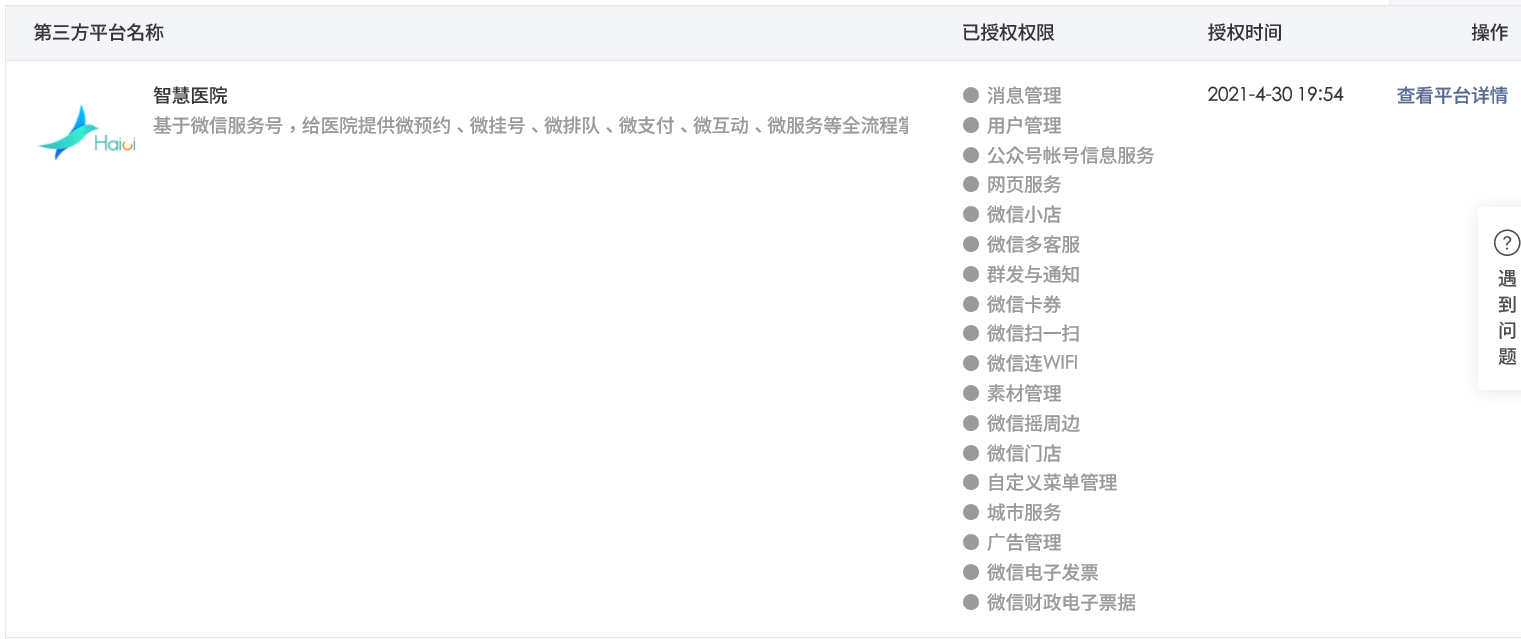 第三方平台名称 已授权权限 授权时间 操作
智慧医院 消息管理 2021-4-30 19:54 查看平台详情
基于微信服务号，给医院提供微预约、微挂号、微排队、微支付、微互动、微服务等全流程
Haiui
用户管理
公众号帐号信息服务
网页服务
微信小店
微信多客服
群发与通知
微信卡券
微信扫一扫
微信连WIFI
素材管理
微信摇周边
微信门店
自定义菜单管理
城市服务
广告管理
微信电子发票
微信财政电子票据
?
遇
到
问
题